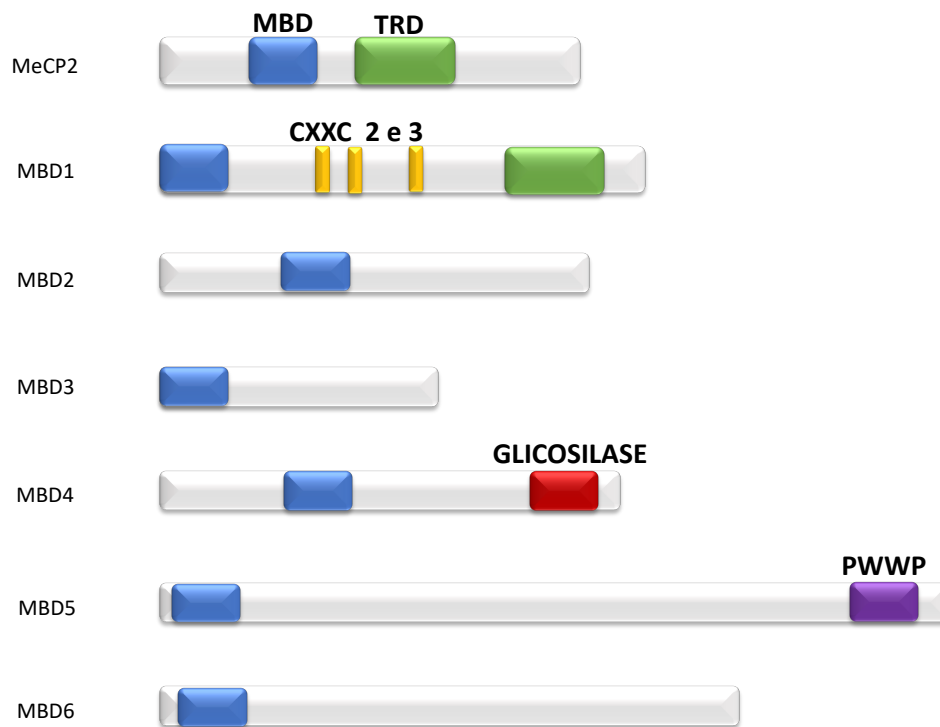 MBD TRD
MeCP2
CXXC 2 e 3
MBD1
MBD2
MBD3
GLICOSILASE
MBD4
PWWP
MBD5
MBD6